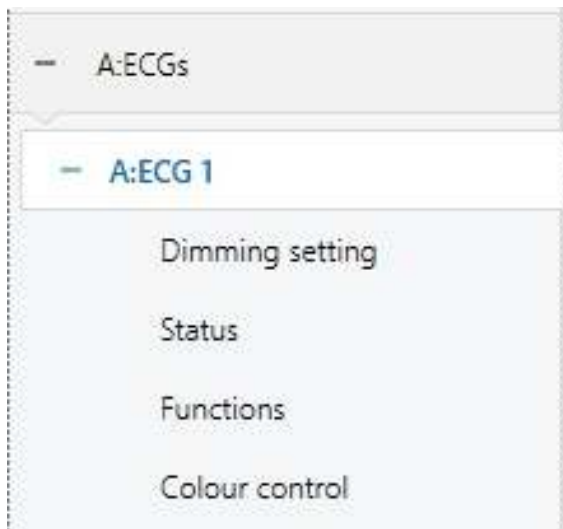 A:ECGs
A:ECG 1
Dimming setting
Status
Functions
Colour control